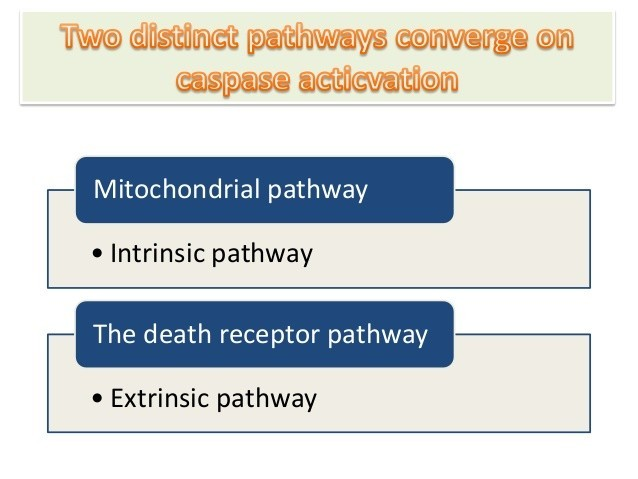 Two distinct pathways converge on
caspase acticvation
Mitochondrial pathway
• Intrinsic pathway
The death receptor pathway
• Extrinsic pathway